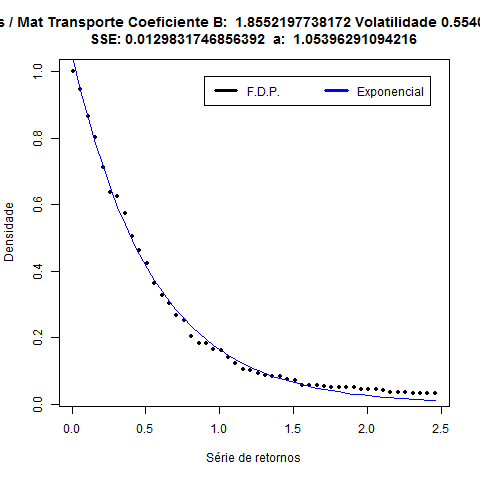 s / Mat Transporte Coeficiente B: 1.8552197738172 Volatilidade 0.5540
SSE: 0.0129831746856392 a: 1.05396291094216
F.D.P. Exponencial
Densidade
1.0
0.8
0.6
0.4
0.2
0.0
0.0 0.5 1.0 1.5 2.0 2.5
Série de retornos